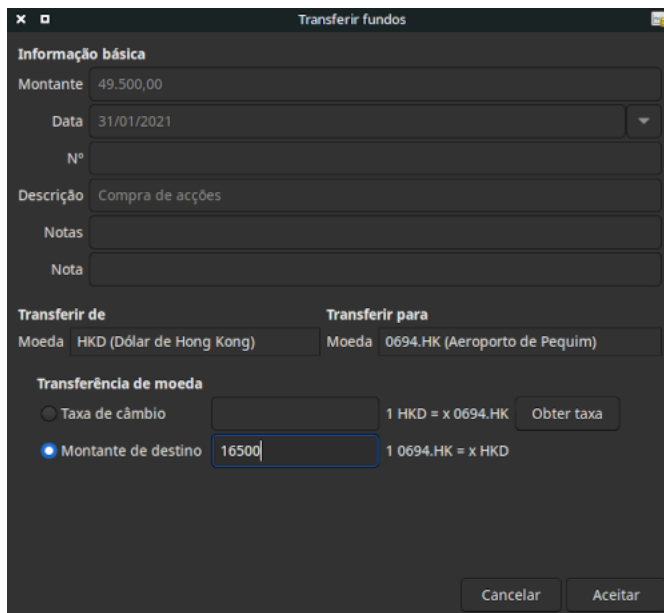 Transferir fundos
Informação básica
Montante 49.500,00
Data 31/01/2021
Nº
Descrição Compra de acções
Notas
Nota
Transferir de Transferir para
Moeda HKD (Dólar de Hong Kong) Moeda 0694.HK (Aeroporto de Pequim)
Transferência de moeda
Taxa de câmbio 1 HKD = x 0694.HK Obter taxa
Montante de destino 16500 1 0694.HK = x HKD
Cancelar Aceitar